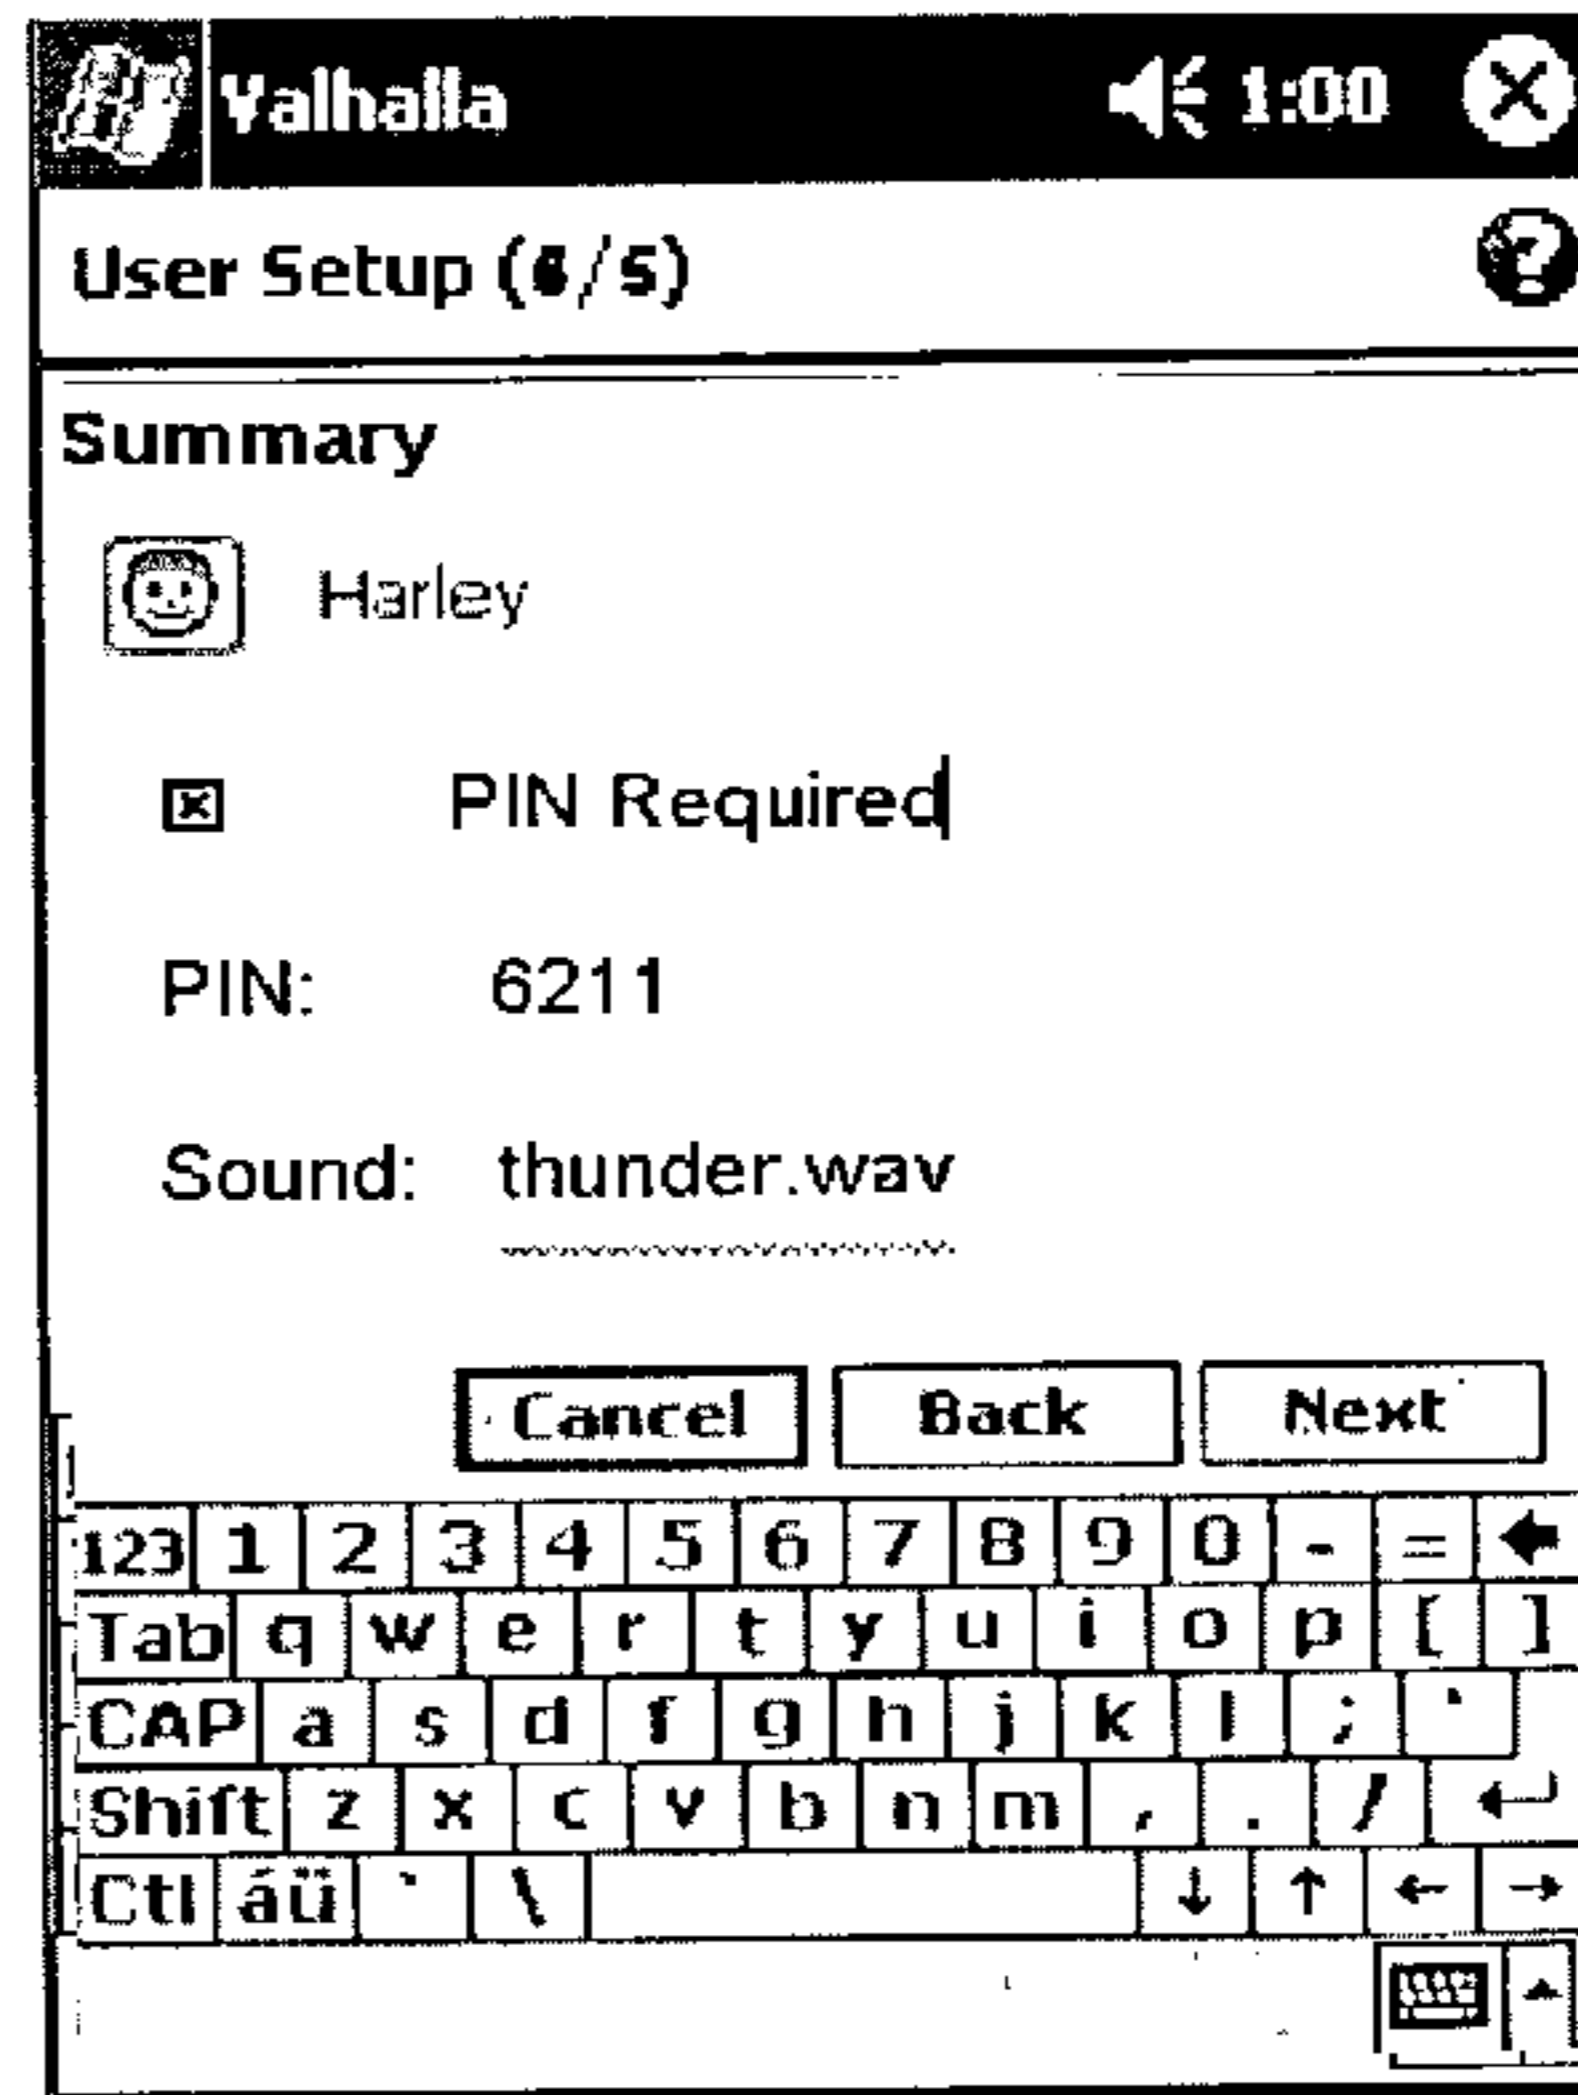 Valhalla 1:00
User Setup (6/5)
Summary
Harley
PIN Required
PIN: 6211
Sound: thunder.wav
Cancel Back Next
123 1 2 3 4 5 6 7 8 9 0 - =
Tab q w e r t y u i o p [ ]
CAP a s d f g h j k l ; '
Shift z x c v b n m , . /
Ctl áü ` \ ↓ ↑ ← →